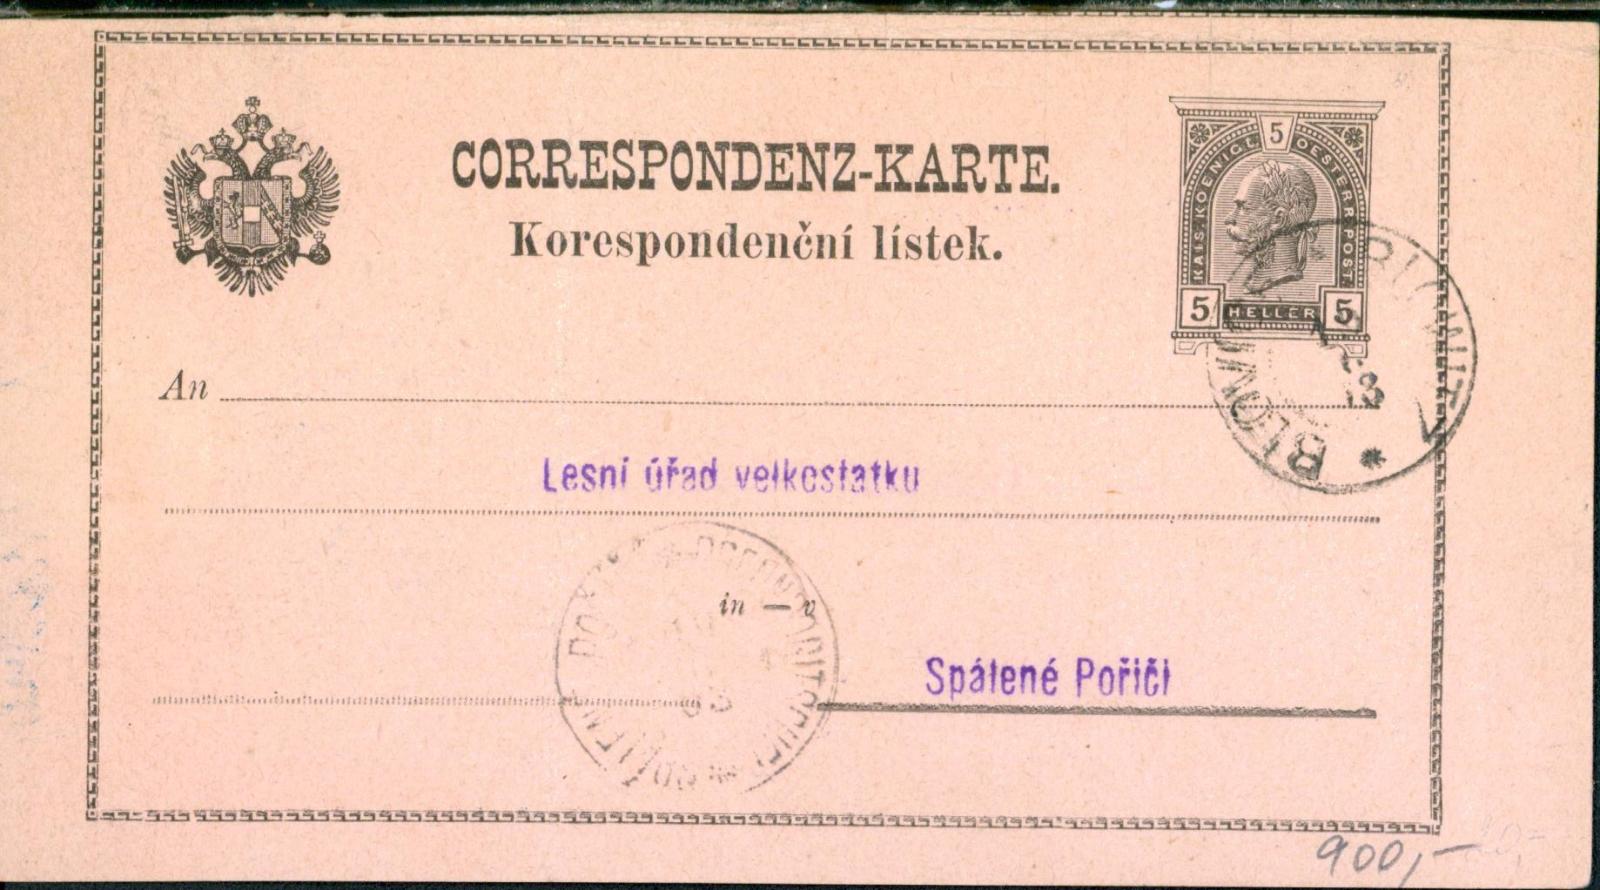 CORRESPONDENZ-KARTE.
Korespondenční lístek.
5
KAIS. KOENIGL. OESTERR. POST.
5 HELLER 5
An
Lesní úřad velkostatku
in — v
Spálené Poříčí
900,-